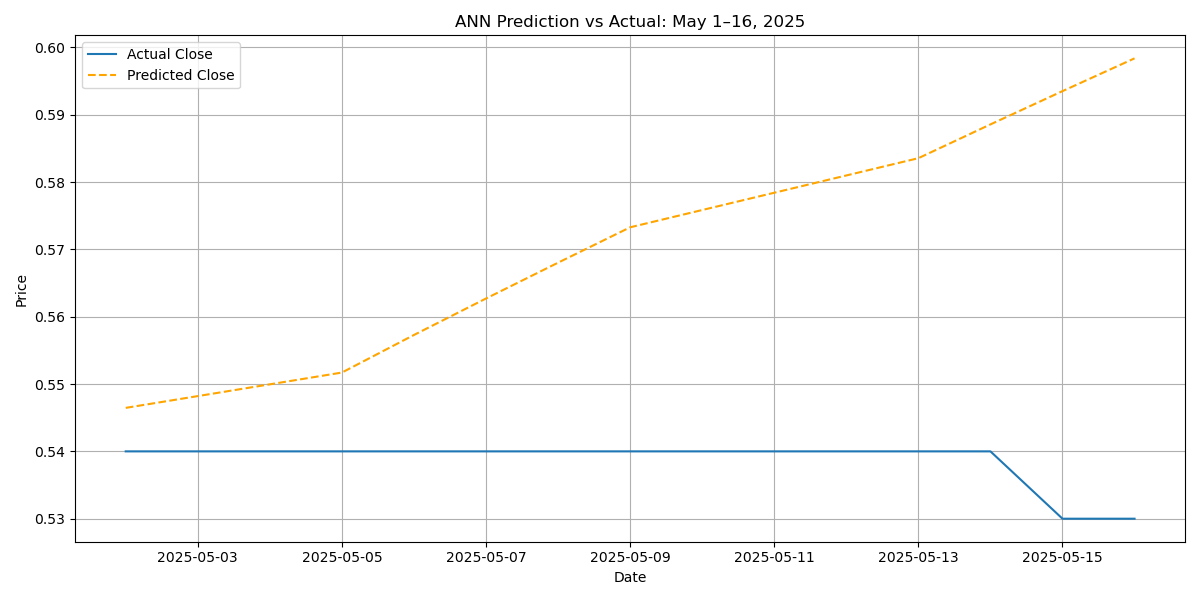 ANN Prediction vs Actual: May 1–16, 2025
Actual Close
Predicted Close
0.60
0.59
0.58
0.57
0.56
0.55
0.54
0.53
Price
2025-05-03 2025-05-05 2025-05-07 2025-05-09 2025-05-11 2025-05-13 2025-05-15
Date